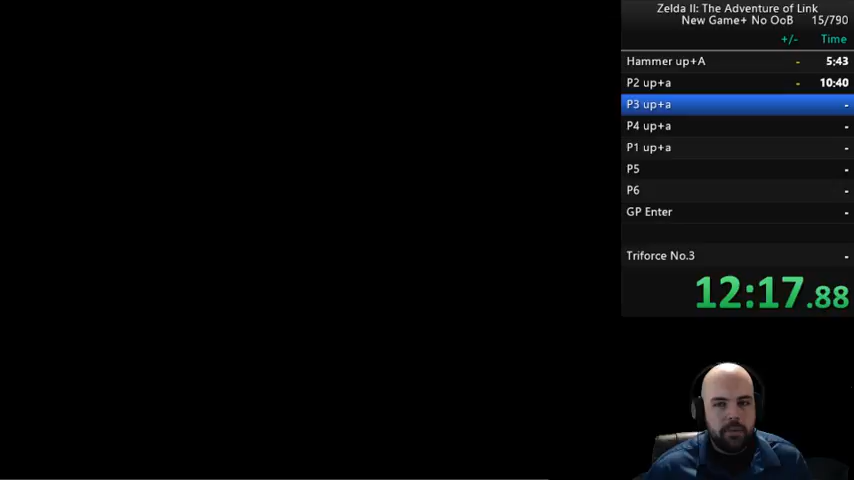 Zelda II: The Adventure of Link
New Game+ No OoB 15/790
+/- Time
Hammer up+A - 5:43
P2 up+a - 10:40
P3 up+a -
P4 up+a -
P1 up+a -
P5 -
P6 -
GP Enter -
Triforce No.3 -
12:17.88